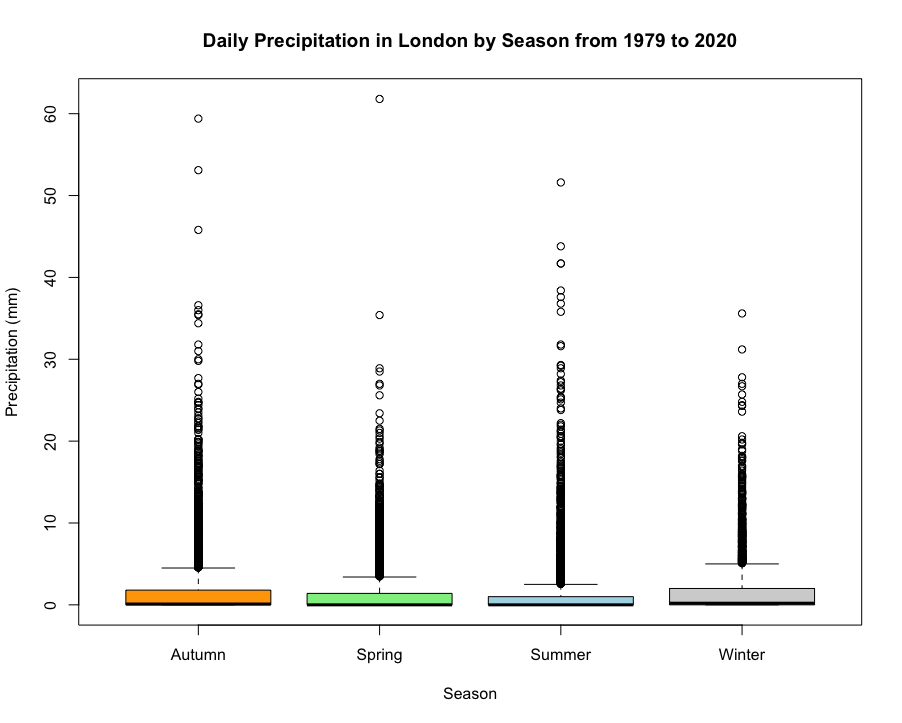 Daily Precipitation in London by Season from 1979 to 2020
Precipitation (mm)
60
50
40
30
20
10
0
Autumn Spring Summer Winter
Season